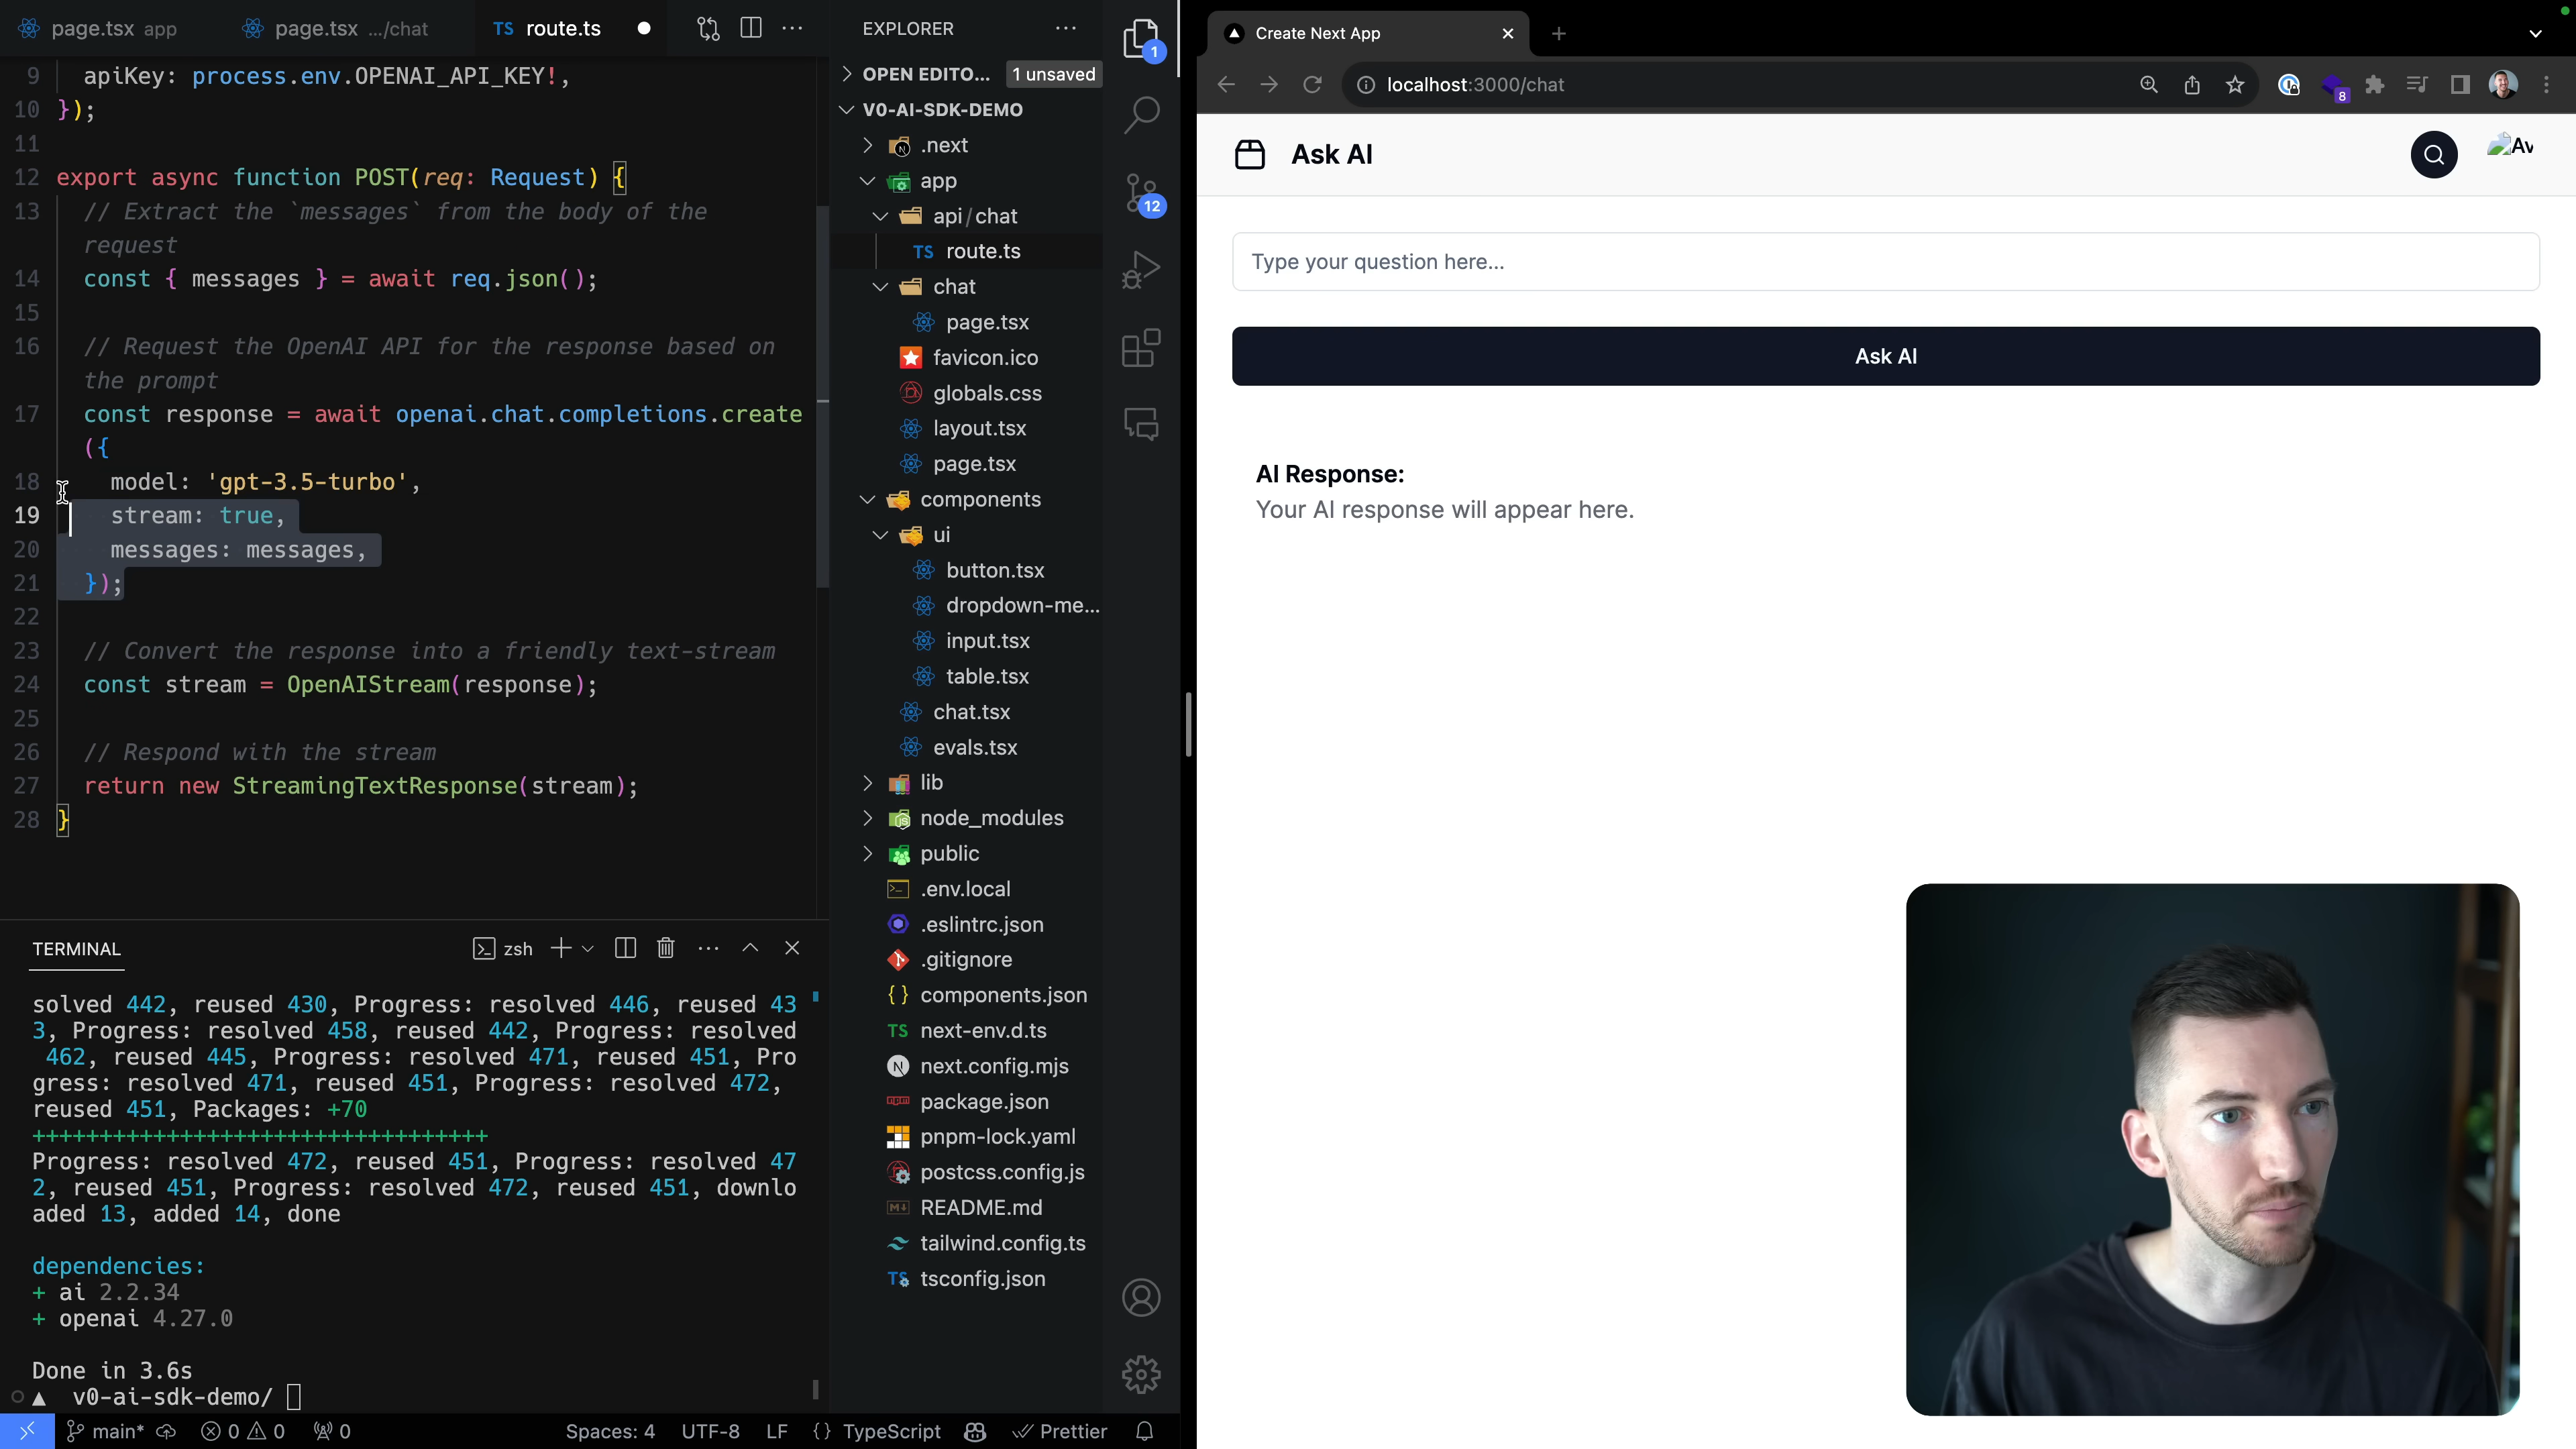 page.tsx app
page.tsx .../chat
TS route.ts
9 apiKey: process.env.OPENAI_API_KEY!,
10 });
11
12 export async function POST(req: Request) {
13 // Extract the `messages` from the body of the
request
14 const { messages } = await req.json();
15
16 // Request the OpenAI API for the response based on
the prompt
17 const response = await openai.chat.completions.create
({
18 model: 'gpt-3.5-turbo',
19 stream: true,
20 messages: messages,
21 });
22
23 // Convert the response into a friendly text-stream
24 const stream = OpenAIStream(response);
25
26 // Respond with the stream
27 return new StreamingTextResponse(stream);
28 }
TERMINAL
zsh
solved 442, reused 430, Progress: resolved 446, reused 43
3, Progress: resolved 458, reused 442, Progress: resolved
462, reused 445, Progress: resolved 471, reused 451, Pro
gress: resolved 471, reused 451, Progress: resolved 472,
reused 451, Packages: +70
++++++++++++++++++++++++++++++++++
Progress: resolved 472, reused 451, Progress: resolved 47
2, reused 451, Progress: resolved 472, reused 451, downlo
aded 13, added 14, done
dependencies:
+ ai 2.2.34
+ openai 4.27.0
Done in 3.6s
▲ v0-ai-sdk-demo/
main*
0
0
0
Spaces: 4
UTF-8
LF
{} TypeScript
Prettier
EXPLORER
OPEN EDITO... 1 unsaved
V0-AI-SDK-DEMO
.next
app
api/chat
TS route.ts
chat
page.tsx
favicon.ico
globals.css
layout.tsx
page.tsx
components
ui
button.tsx
dropdown-me...
input.tsx
table.tsx
chat.tsx
evals.tsx
lib
node_modules
public
.env.local
.eslintrc.json
.gitignore
{ } components.json
TS next-env.d.ts
N next.config.mjs
package.json
pnpm-lock.yaml
postcss.config.js
README.md
tailwind.config.ts
TS tsconfig.json
1
12
Create Next App
localhost:3000/chat
8
Ask AI
Av
Type your question here...
Ask AI
AI Response:
Your AI response will appear here.